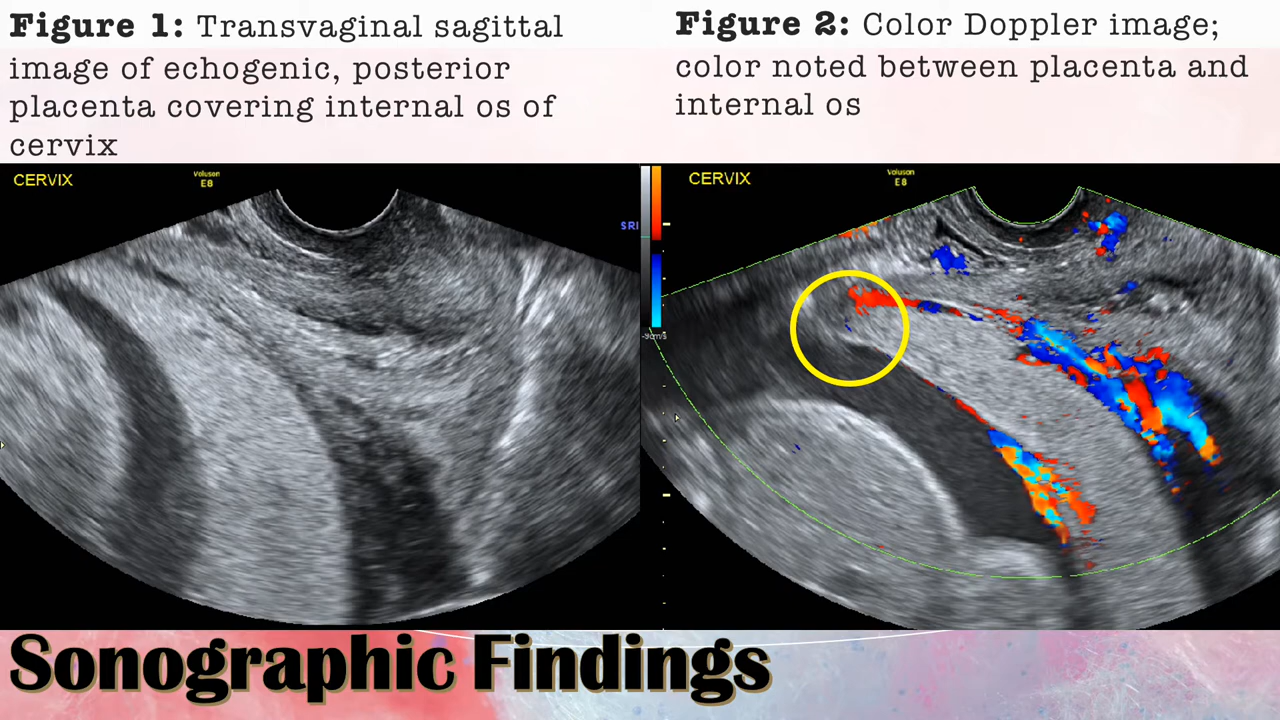 Figure 1: Transvaginal sagittal
image of echogenic, posterior
placenta covering internal os of
cervix
Figure 2: Color Doppler image;
color noted between placenta and
internal os
CERVIX
Voluson
E8
SRI
CERVIX
Voluson
E8
-9cm/s
Sonographic Findings